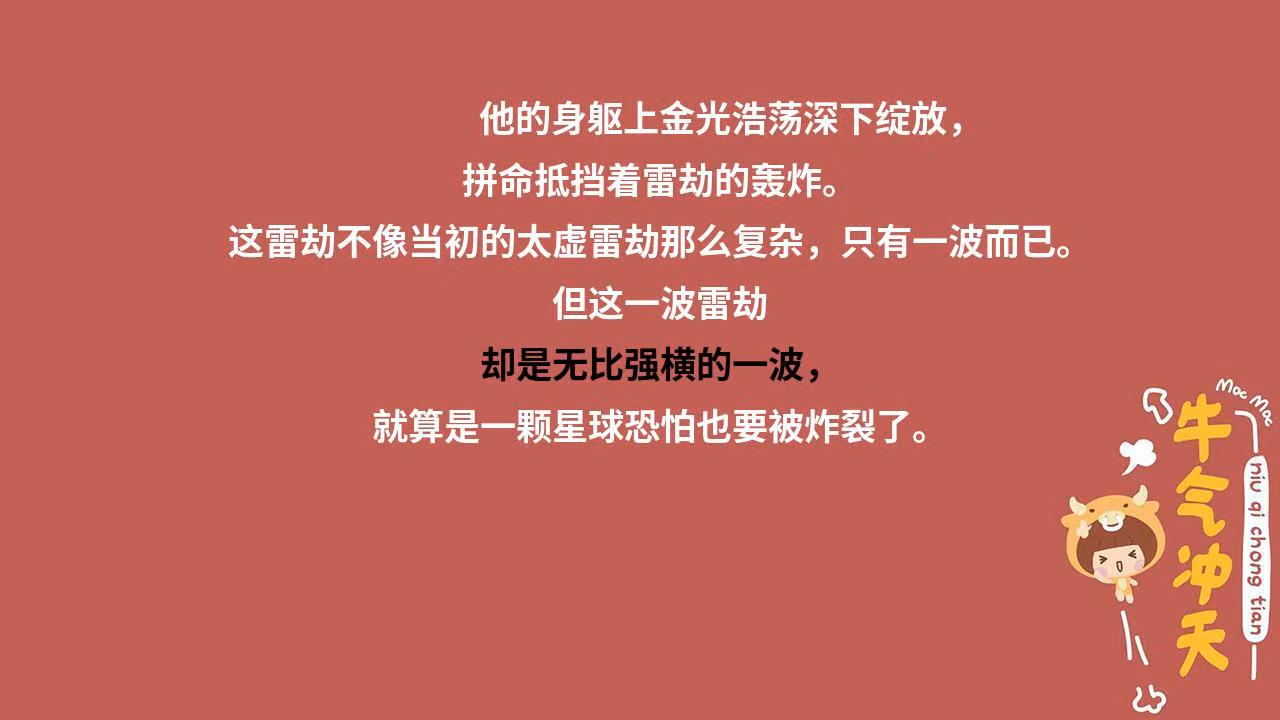 他的身躯上金光浩荡深下绽放，
拼命抵挡着雷劫的轰炸。
这雷劫不像当初的太虚雷劫那么复杂，只有一波而已。
但这一波雷劫
却是无比强横的一波，
就算是一颗星球恐怕也要被炸裂了。
Moc Moc
牛气冲天
niu qi chong tian